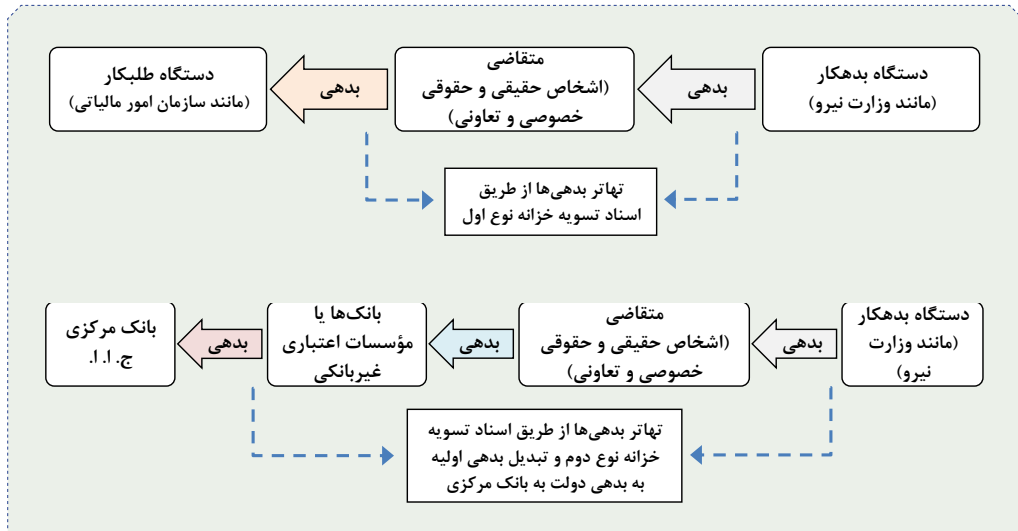 دستگاه بدهکار
(مانند وزارت نیرو)
بدهی
متقاضی
(اشخاص حقیقی و حقوقی
خصوصی و تعاونی)
بدهی
دستگاه طلبکار
(مانند سازمان امور مالیاتی)
تهاتر بدهی‌ها از طریق
اسناد تسویه خزانه نوع اول
دستگاه بدهکار
(مانند وزارت
نیرو)
بدهی
متقاضی
(اشخاص حقیقی و حقوقی
خصوصی و تعاونی)
بدهی
بانک‌ها یا
مؤسسات اعتباری
غیربانکی
بدهی
بانک مرکزی
ج. ا. ا.
تهاتر بدهی‌ها از طریق اسناد تسویه
خزانه نوع دوم و تبدیل بدهی اولیه
به بدهی دولت به بانک مرکزی